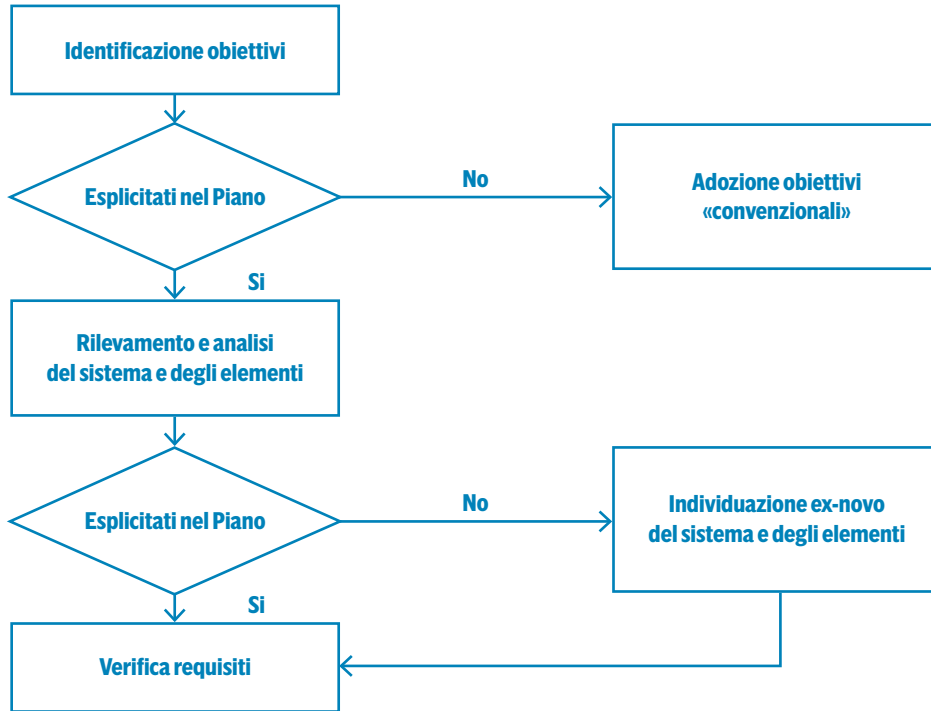 Identificazione obiettivi
Esplicitati nel Piano
No
Adozione obiettivi
«convenzionali»
Si
Rilevamento e analisi
del sistema e degli elementi
Esplicitati nel Piano
No
Individuazione ex-novo
del sistema e degli elementi
Si
Verifica requisiti